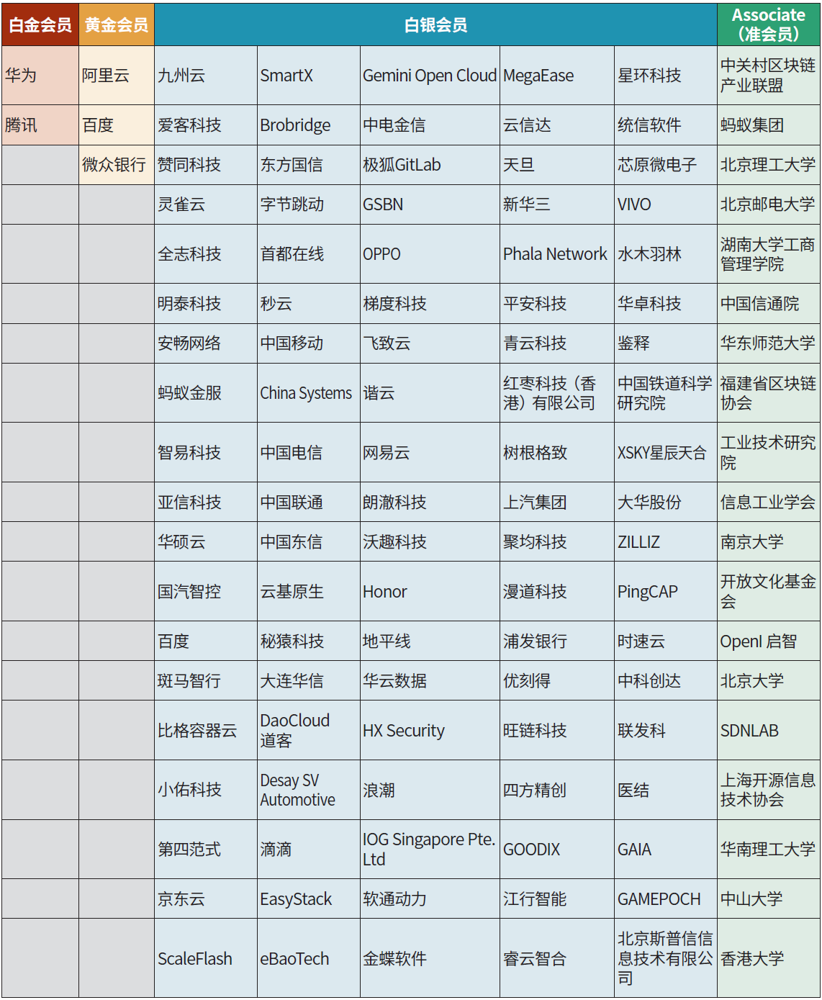 白金会员
黄金会员
白银会员
Associate
（准会员）
华为
阿里云
九州云
SmartX
Gemini Open Cloud
MegaEase
星环科技
中关村区块链
产业联盟
腾讯
百度
爱客科技
Brobridge
中电金信
云信达
统信软件
蚂蚁集团
微众银行
赞同科技
东方国信
极狐GitLab
天旦
芯原微电子
北京理工大学
灵雀云
字节跳动
GSBN
新华三
VIVO
北京邮电大学
全志科技
首都在线
OPPO
Phala Network
水木羽林
湖南大学工商
管理学院
明泰科技
秒云
梯度科技
平安科技
华卓科技
中国信通院
安畅网络
中国移动
飞致云
青云科技
鉴释
华东师范大学
蚂蚁金服
China Systems
谐云
红枣科技（香
港）有限公司
中国铁道科学
研究院
福建省区块链
协会
智易科技
中国电信
网易云
树根格致
XSKY星辰天合
工业技术研究
院
亚信科技
中国联通
朗澈科技
上汽集团
大华股份
信息工业学会
华硕云
中国东信
沃趣科技
聚均科技
ZILLIZ
南京大学
国汽智控
云基原生
Honor
漫道科技
PingCAP
开放文化基金
会
百度
秘猿科技
地平线
浦发银行
时速云
OpenI 启智
斑马智行
大连华信
华云数据
优刻得
中科创达
北京大学
比格容器云
DaoCloud
道客
HX Security
旺链科技
联发科
SDNLAB
小佑科技
Desay SV
Automotive
浪潮
四方精创
医结
上海开源信息
技术协会
第四范式
滴滴
IOG Singapore Pte.
Ltd
GOODIX
GAIA
华南理工大学
京东云
EasyStack
软通动力
江行智能
GAMEPOCH
中山大学
ScaleFlash
eBaoTech
金蝶软件
睿云智合
北京斯普信信
息技术有限公
司
香港大学